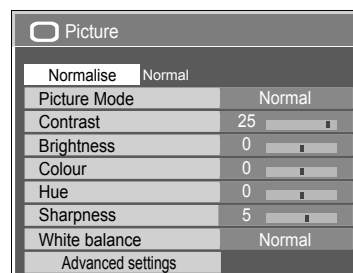 Picture
Normalise Normal
Picture Mode Normal
Contrast 25
Brightness 0
Colour 0
Hue 0
Sharpness 5
White balance Normal
Advanced settings